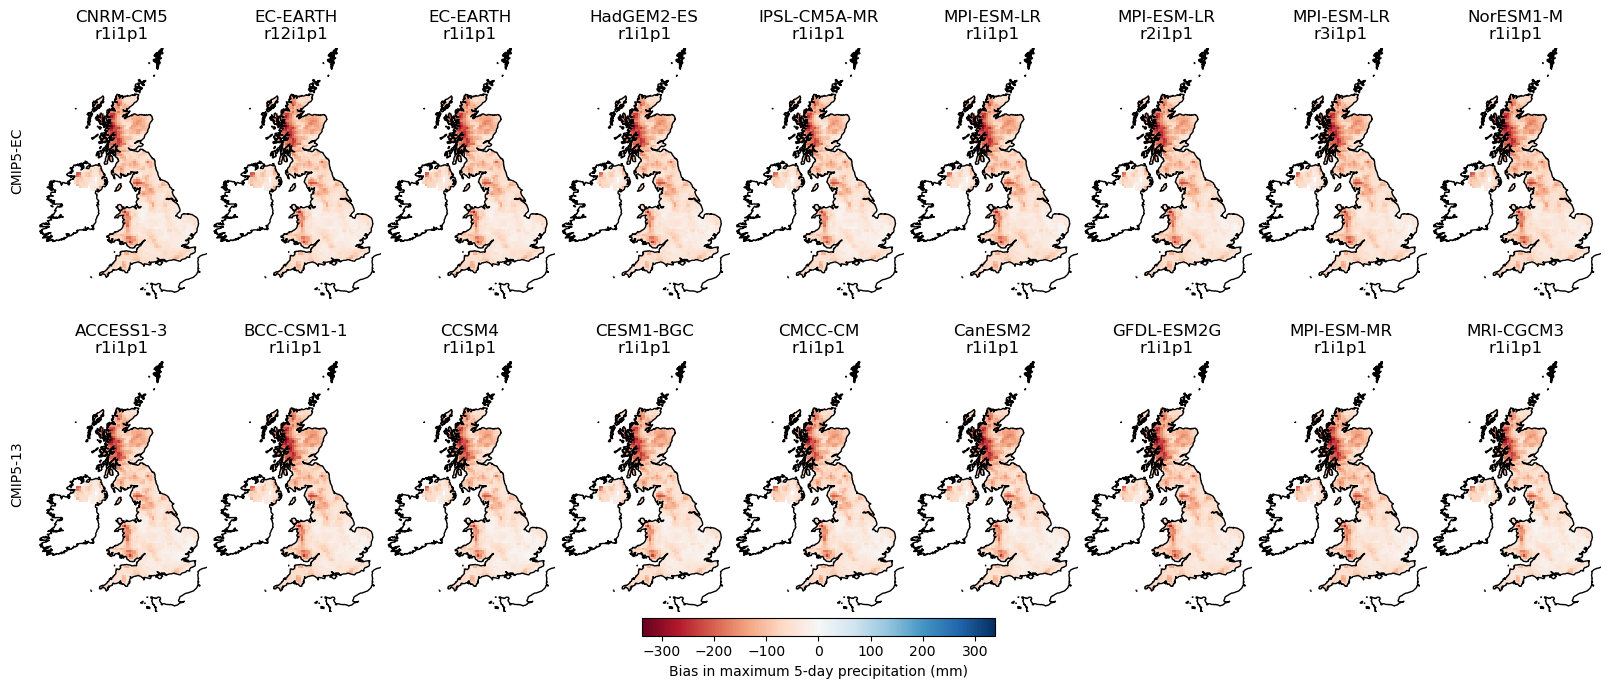 CNRM-CM5
r1i1p1
EC-EARTH
r12i1p1
EC-EARTH
r1i1p1
HadGEM2-ES
r1i1p1
IPSL-CM5A-MR
r1i1p1
MPI-ESM-LR
r1i1p1
MPI-ESM-LR
r2i1p1
MPI-ESM-LR
r3i1p1
NorESM1-M
r1i1p1
CMIP5-EC
ACCESS1-3
r1i1p1
BCC-CSM1-1
r1i1p1
CCSM4
r1i1p1
CESM1-BGC
r1i1p1
CMCC-CM
r1i1p1
CanESM2
r1i1p1
GFDL-ESM2G
r1i1p1
MPI-ESM-MR
r1i1p1
MRI-CGCM3
r1i1p1
CMIP5-13
−300 −200 −100 0 100 200 300
Bias in maximum 5-day precipitation (mm)